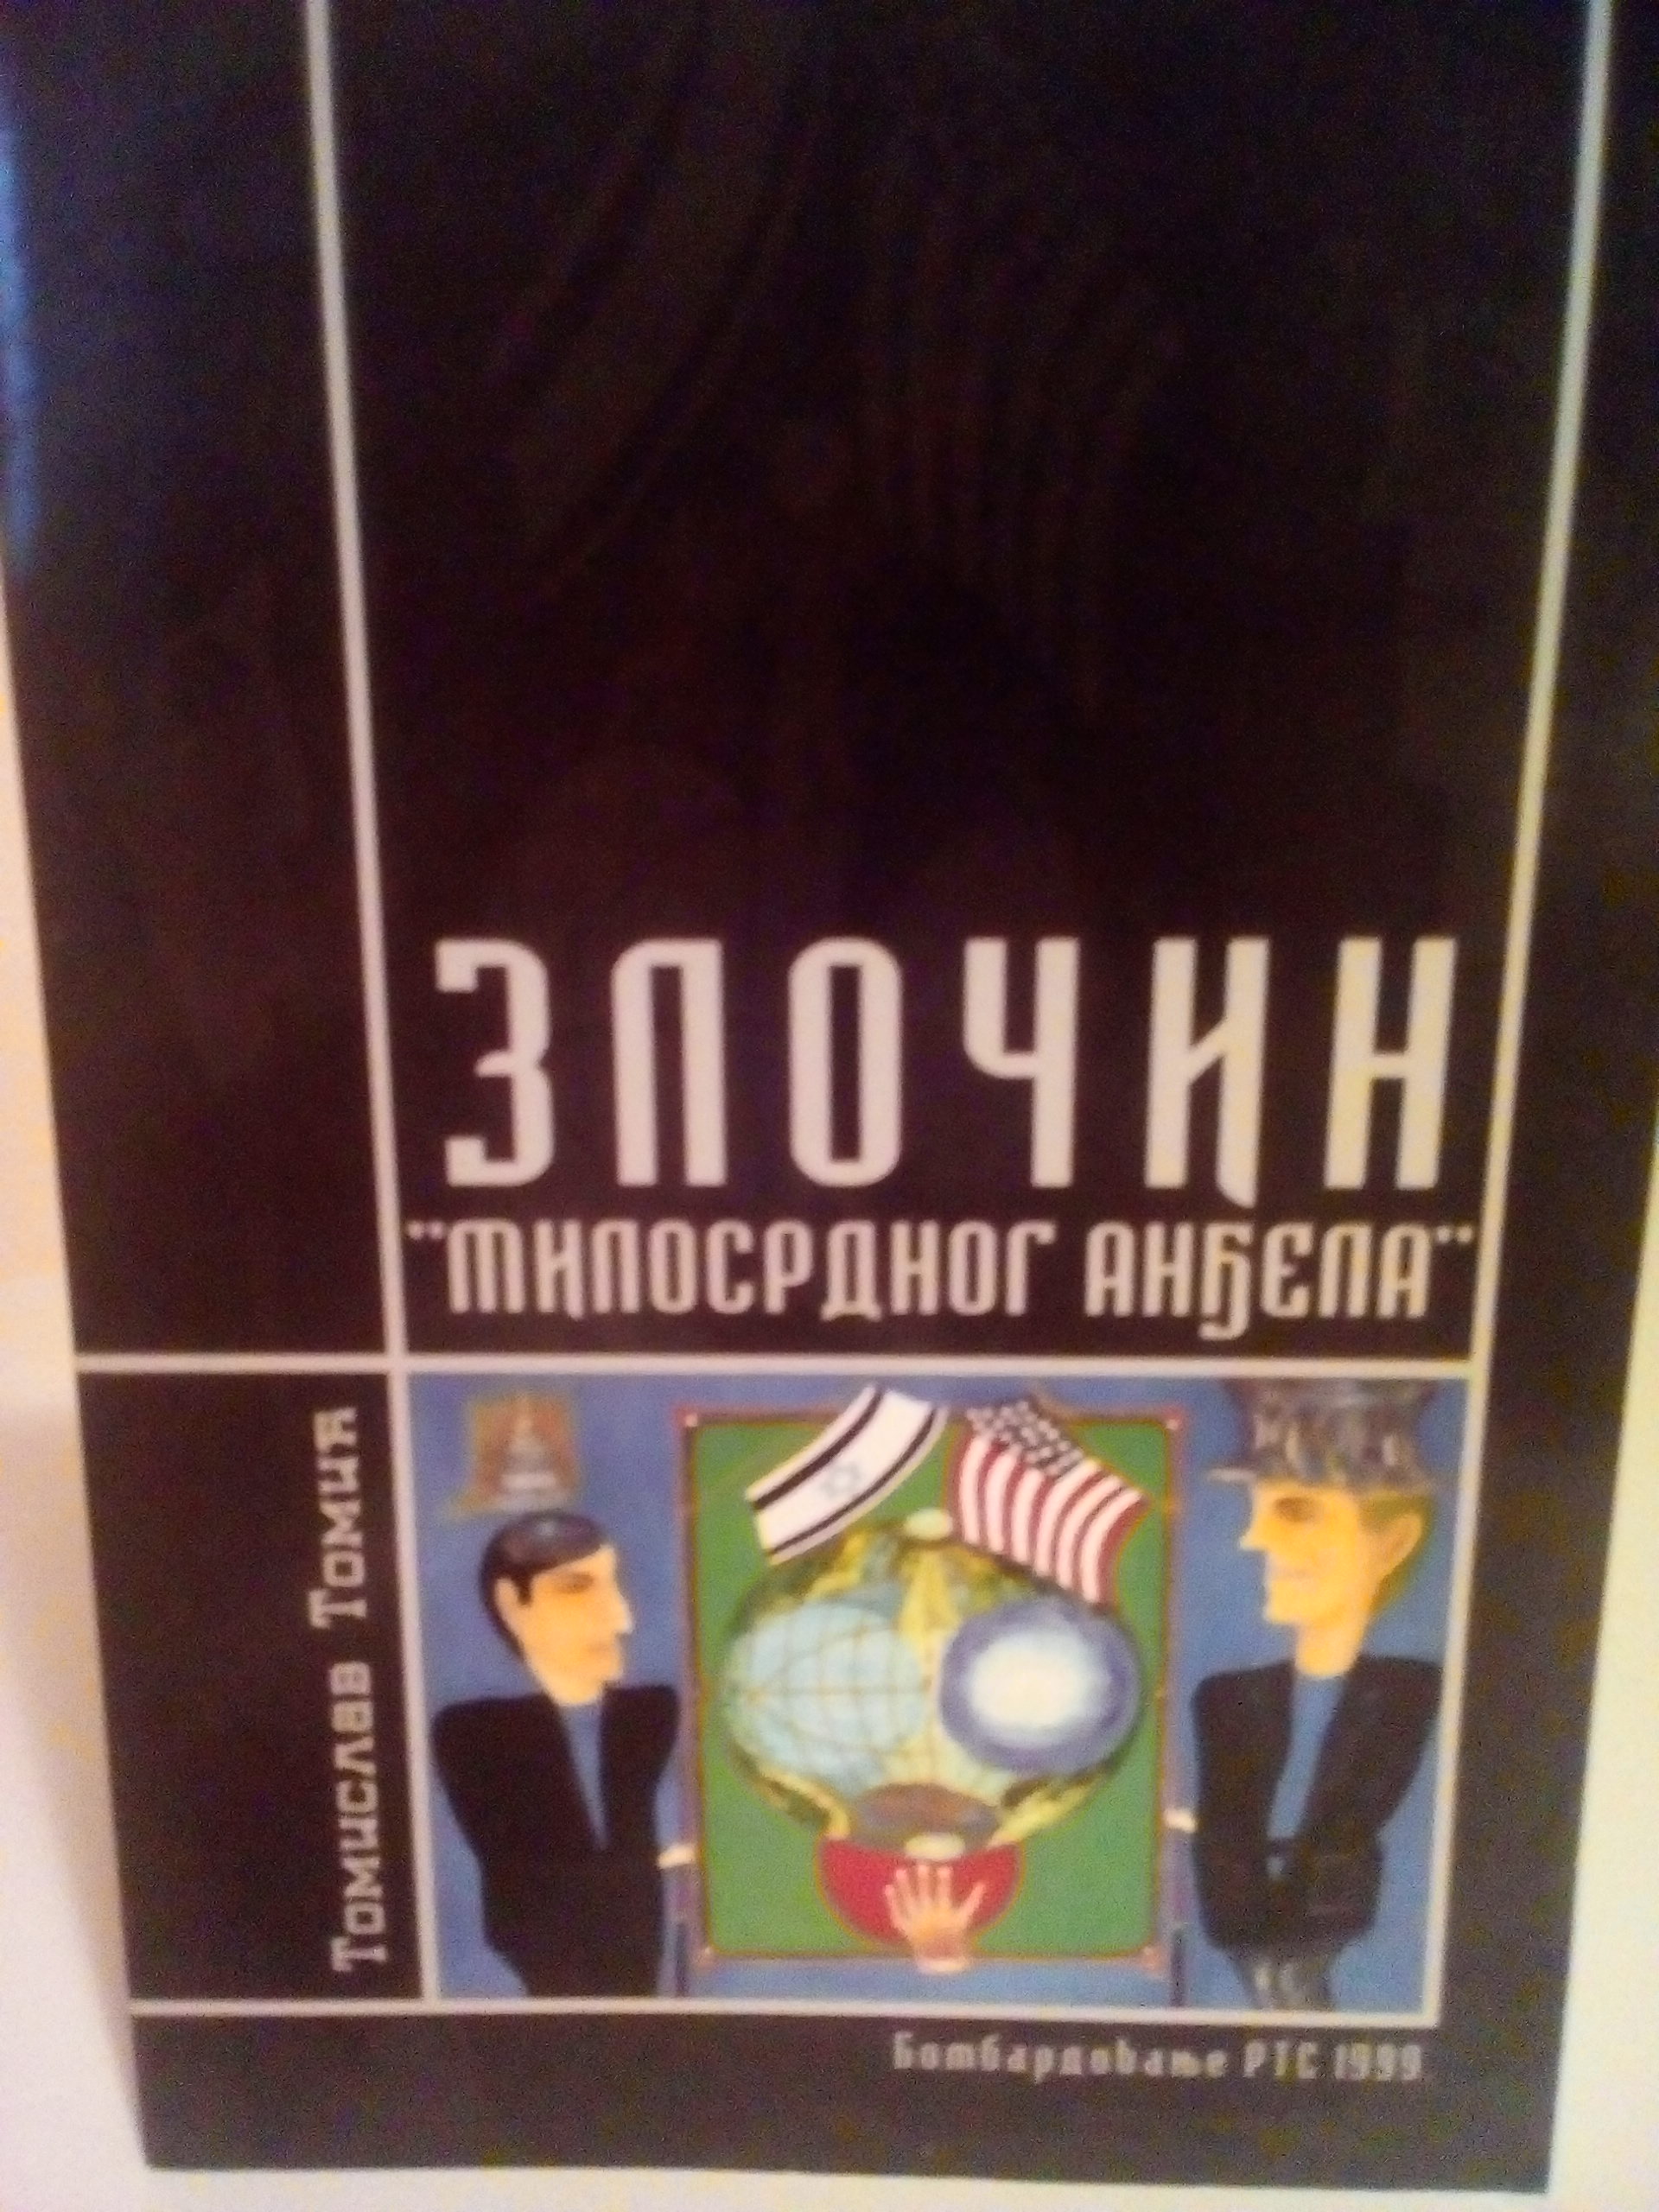 ЗЛОЧИН
"МИЛОСРДНОГ АНЂЕЛА"
Томислав Томић
Бомбардовање РТС 1999.